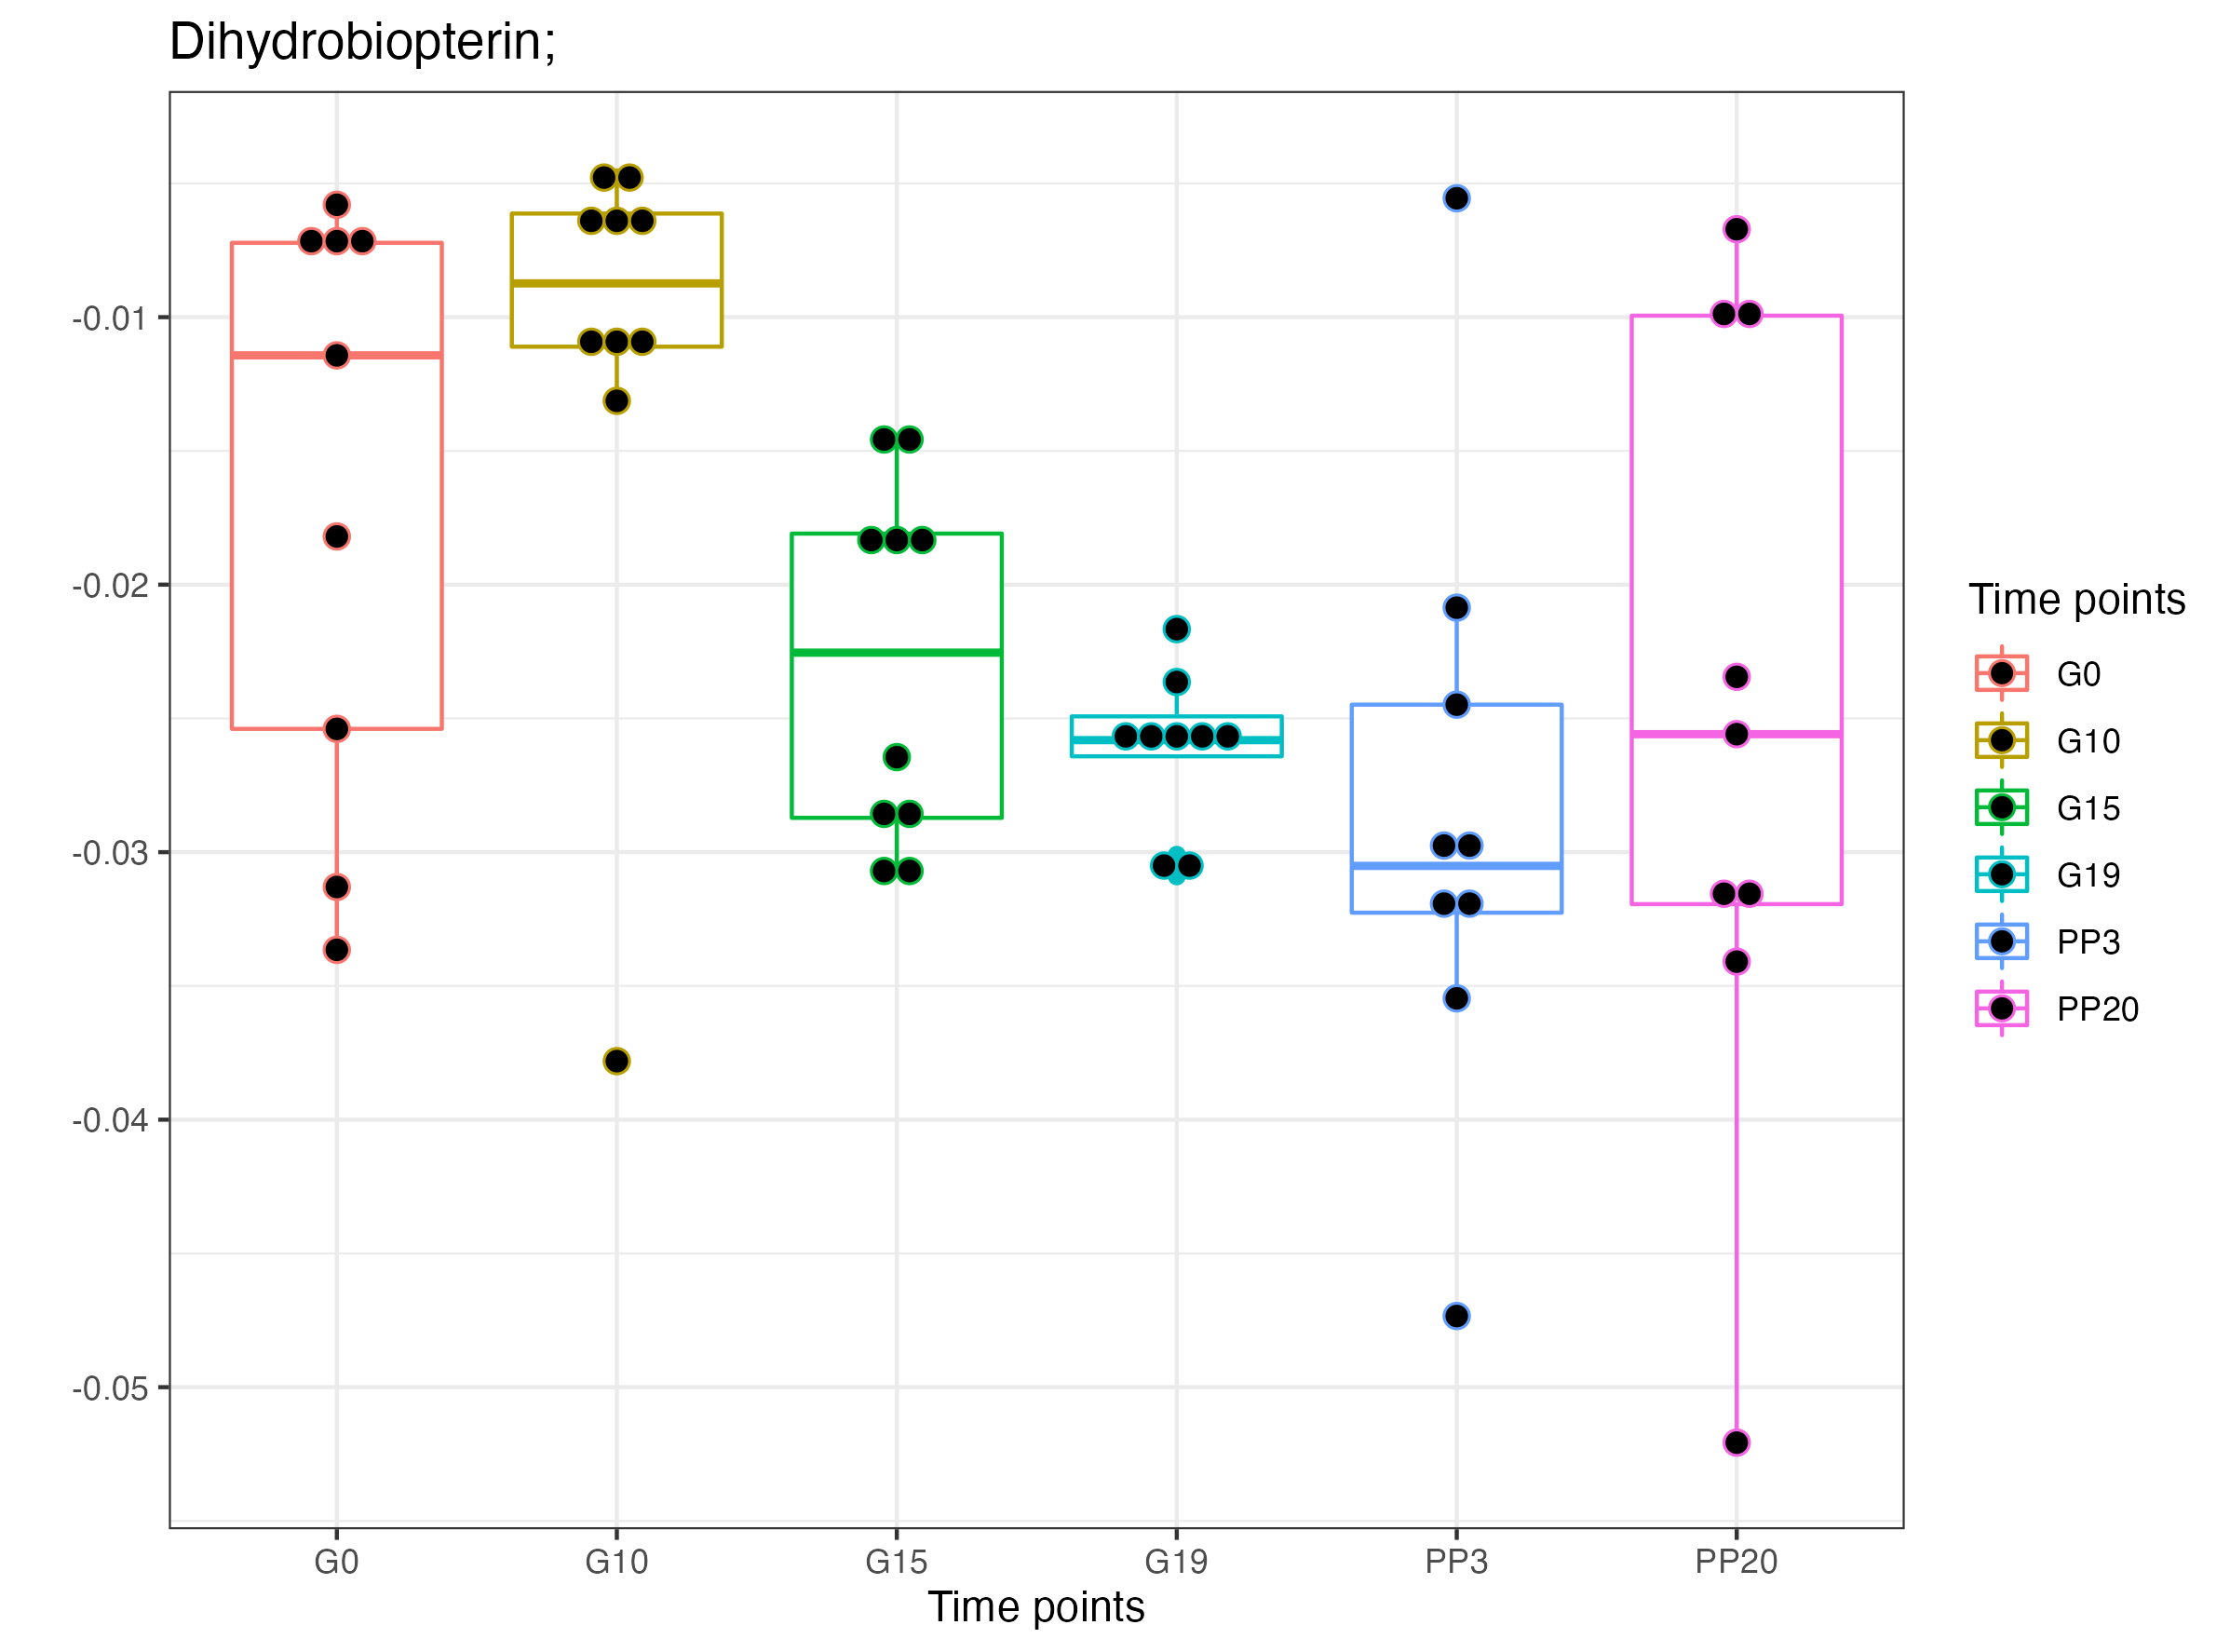 Dihydrobiopterin;
-0.01
-0.02
-0.03
-0.04
-0.05
G0 G10 G15 G19 PP3 PP20
Time points
Time points
G0
G10
G15
G19
PP3
PP20